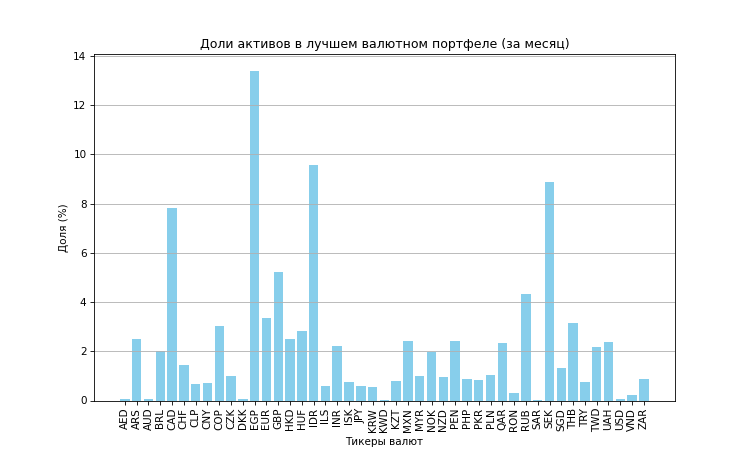 Доли активов в лучшем валютном портфеле (за месяц)
14
12
10
8
6
4
2
0
Доля (%)
AED ARS AUD BRL CAD CHF CLP CNY COP CZK DKK EGP EUR GBP HKD HUF IDR ILS INR ISK JPY KRW KWD KZT MXN MYR NOK NZD PEN PHP PKR PLN QAR RON RUB SAR SEK SGD THB TRY TWD UAH USD VND ZAR
Тикеры валют